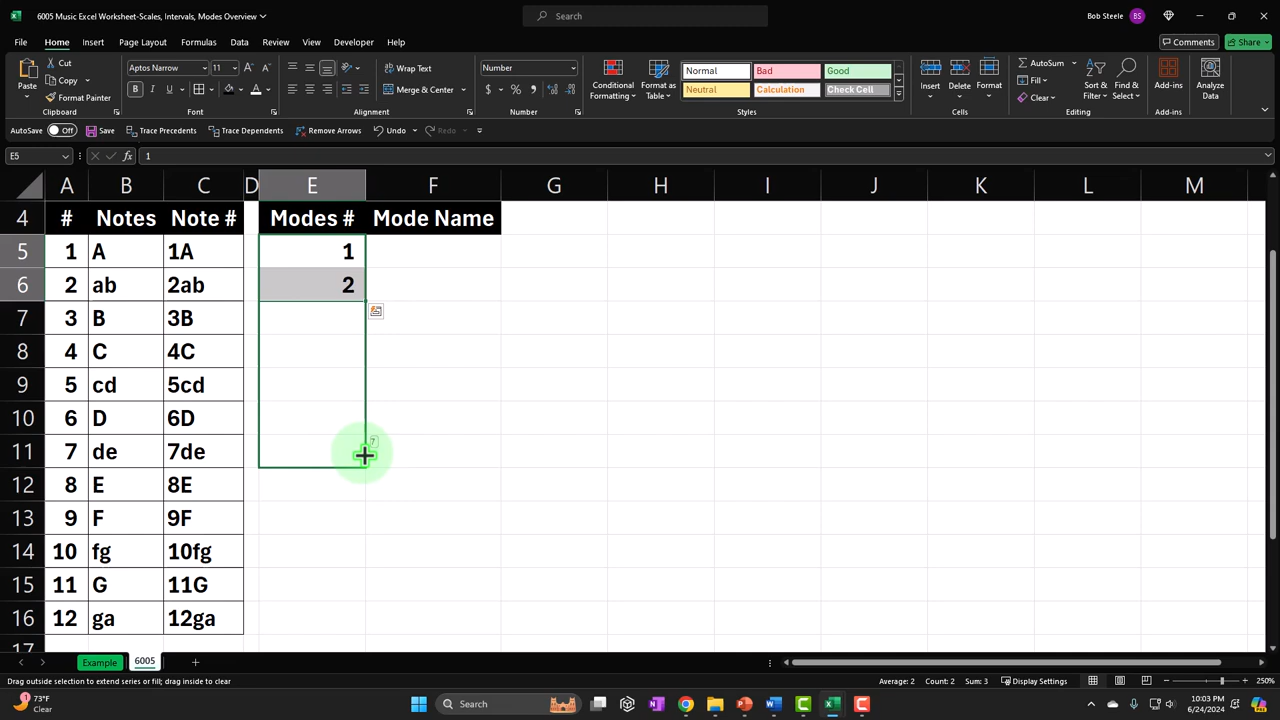 6005 Music Excel Worksheet-Scales, Intervals, Modes Overview
Search
Bob Steele
BS
File Home Insert Page Layout Formulas Data Review View Developer Help
Comments Share
Paste
Cut
Copy
Format Painter
Clipboard
Aptos Narrow 11
B I U
Font
Wrap Text
Merge & Center
Alignment
Number
Number
Conditional Formatting
Format as Table
Normal Bad Good
Neutral Calculation Check Cell
Styles
Insert Delete Format
Cells
AutoSum
Fill
Clear
Sort & Filter
Find & Select
Editing
Add-ins
Add-ins
Analyze Data
AutoSave Off Save Trace Precedents Trace Dependents Remove Arrows Undo Redo
E5 fx 1
A B C D E F G H I J K L M
4 # Notes Note # Modes # Mode Name
5 1 A 1A 1
6 2 ab 2ab 2
7 3 B 3B
8 4 C 4C
9 5 cd 5cd
10 6 D 6D
7
11 7 de 7de
12 8 E 8E
13 9 F 9F
14 10 fg 10fg
15 11 G 11G
16 12 ga 12ga
17
Example 6005
Drag outside selection to extend series or fill; drag inside to clear
Average: 2 Count: 2 Sum: 3 Display Settings 250%
1
73°F
Clear
Search
10:03 PM
6/24/2024